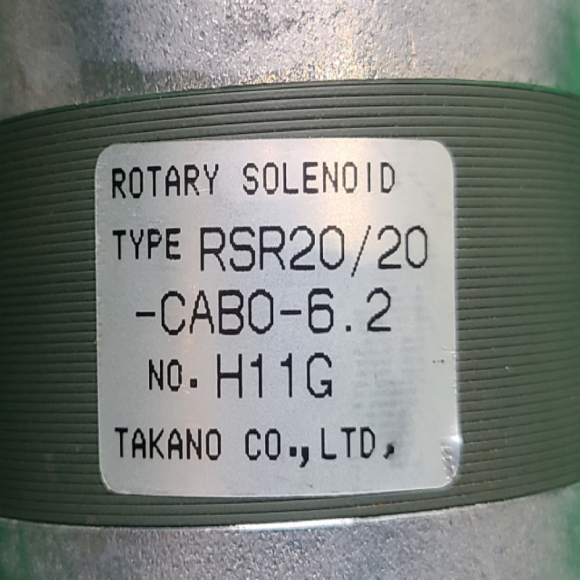 ROTARY SOLENOID
TYPE RSR20/20
-CAB0-6.2
NO. H11G
TAKANO CO.,LTD.